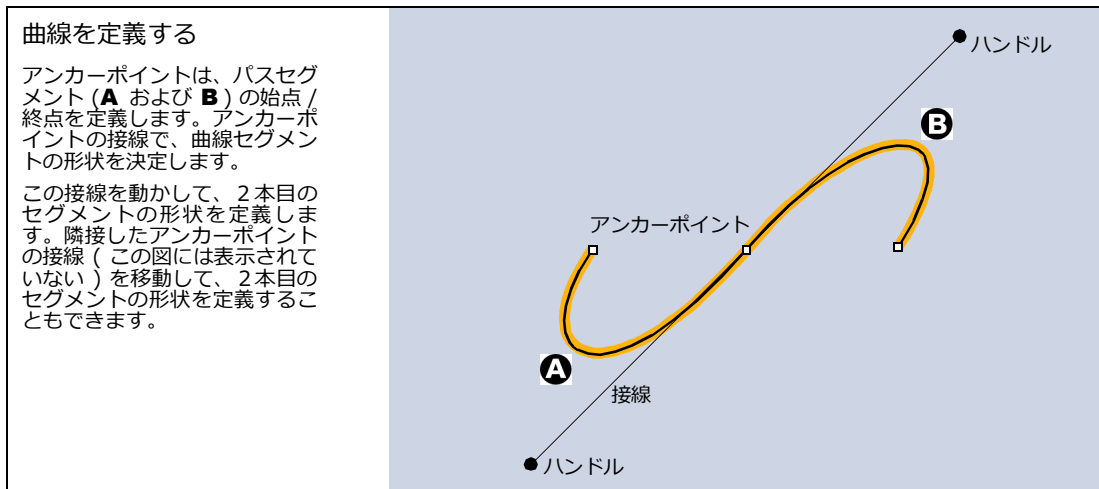 曲線を定義する
アンカーポイントは、パスセグ
メント (A および B ) の始点 /
終点を定義します。アンカーポ
イントの接線で、曲線セグメン
トの形状を決定します。
この接線を動かして、2 本目の
セグメントの形状を定義しま
す。隣接したアンカーポイント
の接線 ( この図には表示されて
いない ) を移動して、2 本目の
セグメントの形状を定義するこ
ともできます。
ハンドル
B
アンカーポイント
A
接線
ハンドル